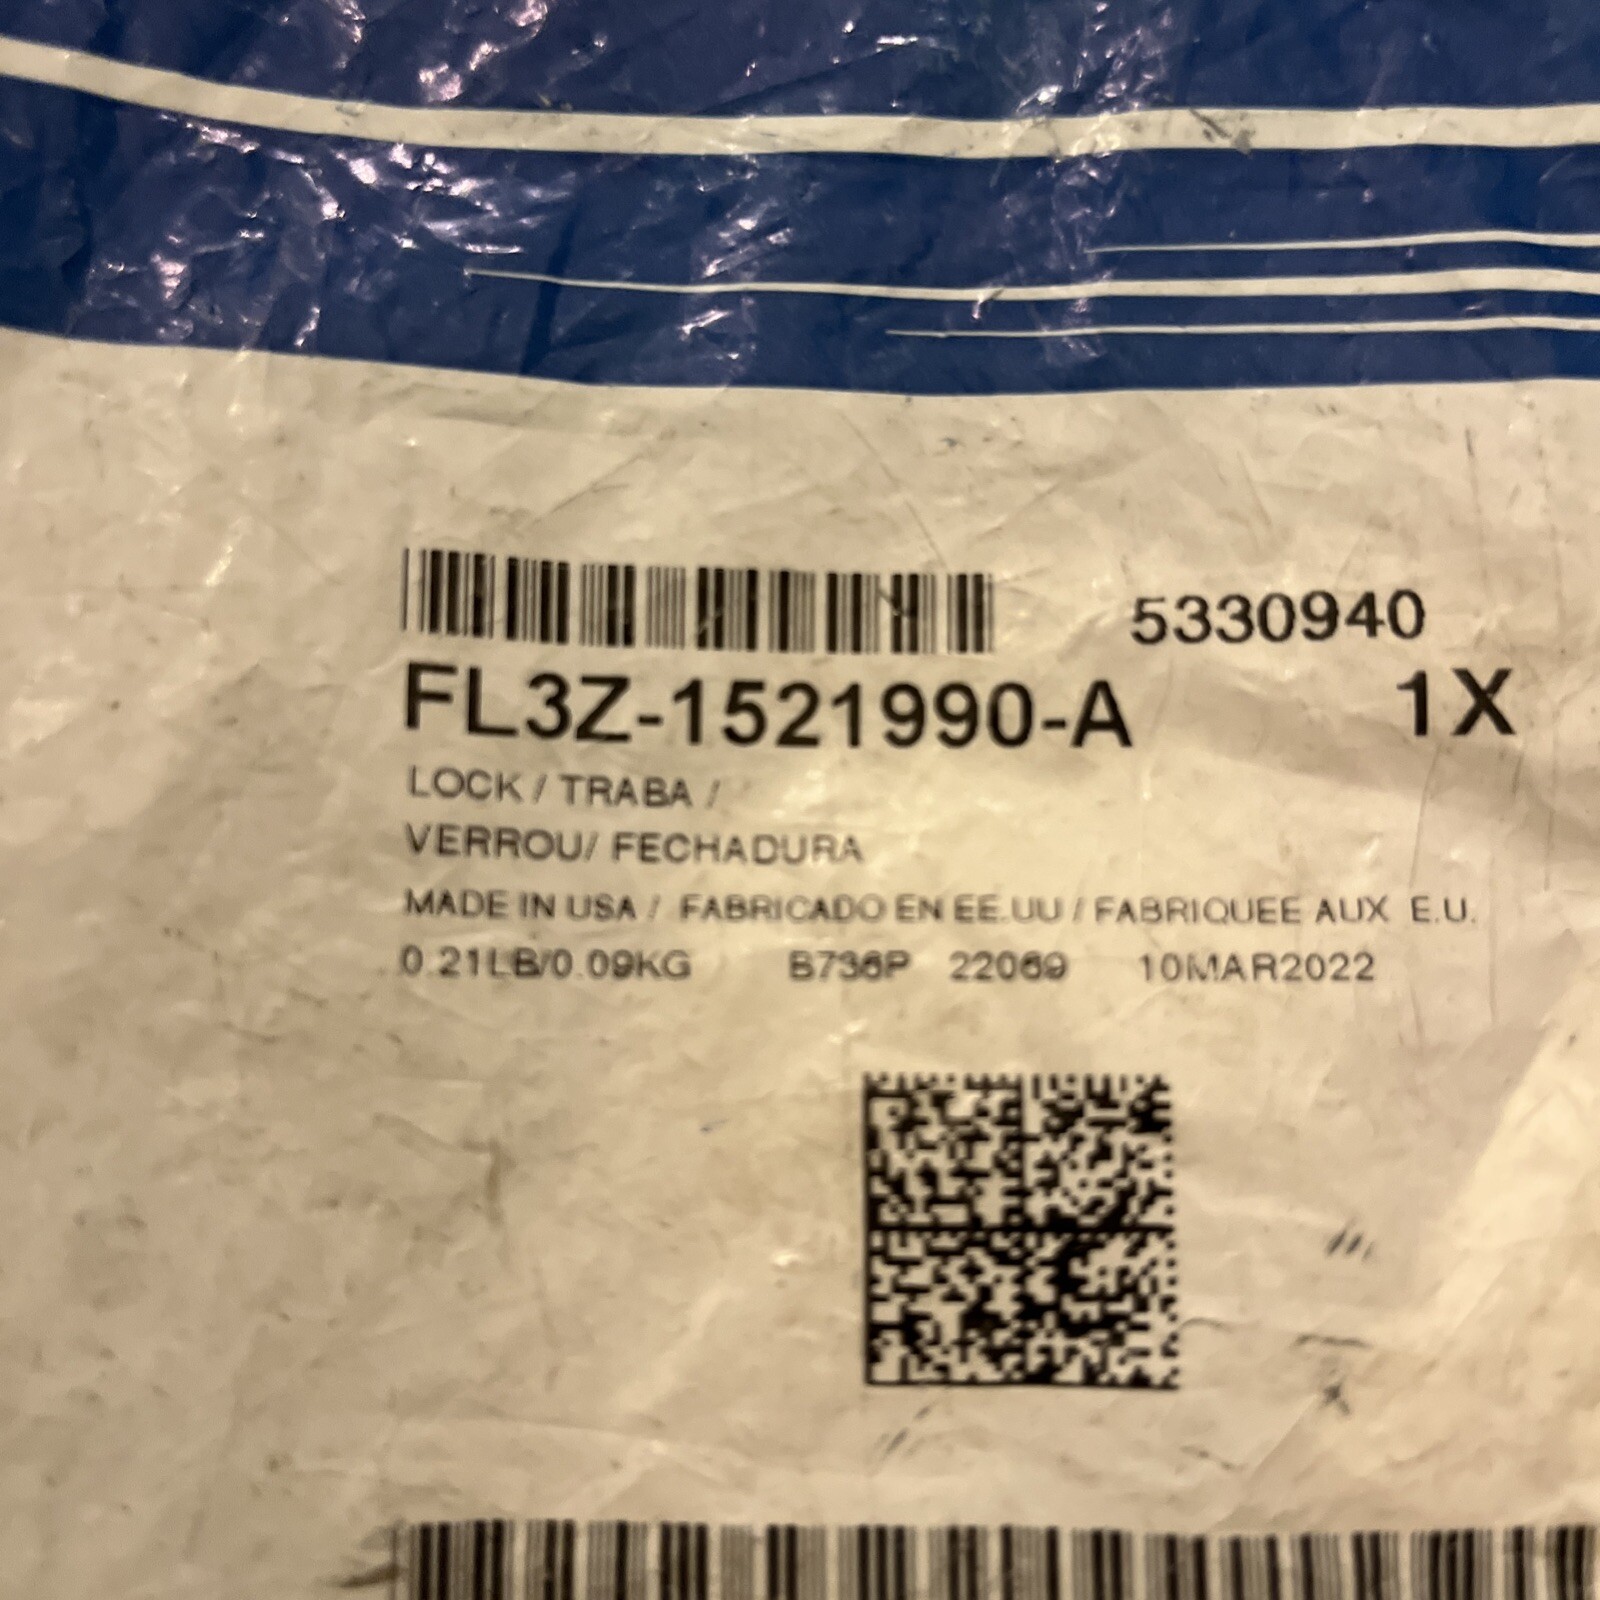 5330940
FL3Z-1521990-A 1X
LOCK / TRABA /
VERROU/ FECHADURA
MADE IN USA / FABRICADO EN EE.UU / FABRIQUEE AUX E.U.
0.21LB/0.09KG B736P 22069 10MAR2022